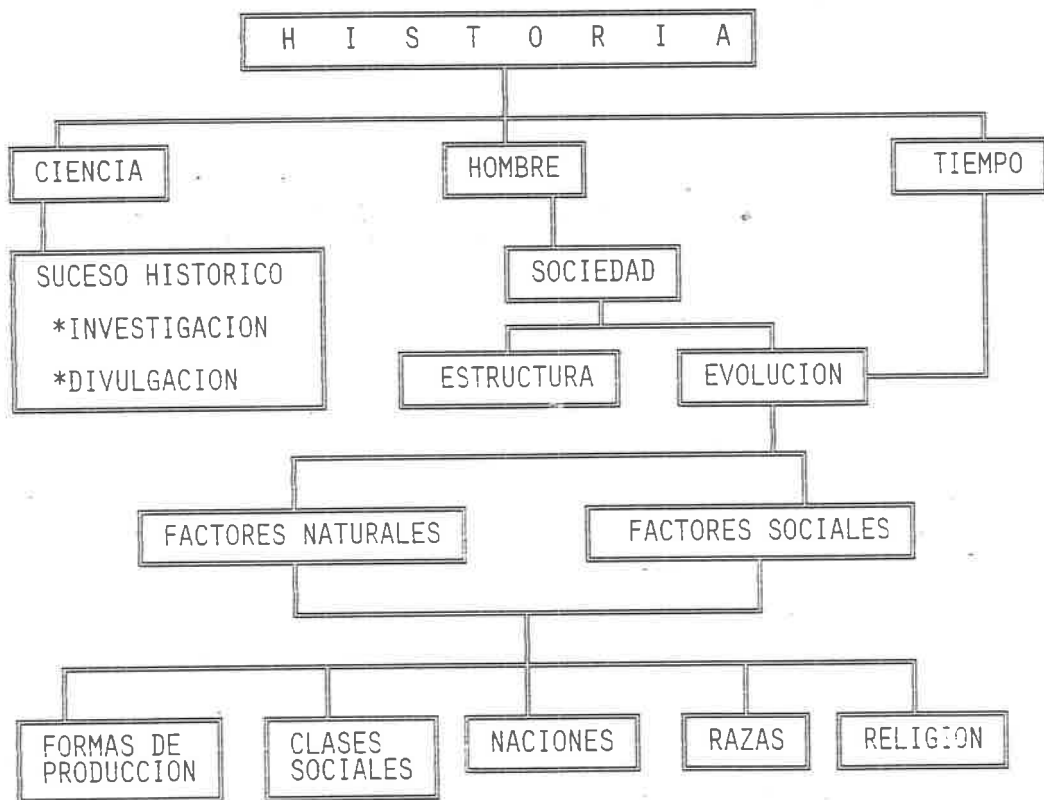 H I S T O R I A
CIENCIA
HOMBRE
TIEMPO
SUCESO HISTORICO
*INVESTIGACION
*DIVULGACION
SOCIEDAD
ESTRUCTURA
EVOLUCION
FACTORES NATURALES
FACTORES SOCIALES
FORMAS DE
PRODUCCION
CLASES
SOCIALES
NACIONES
RAZAS
RELIGION